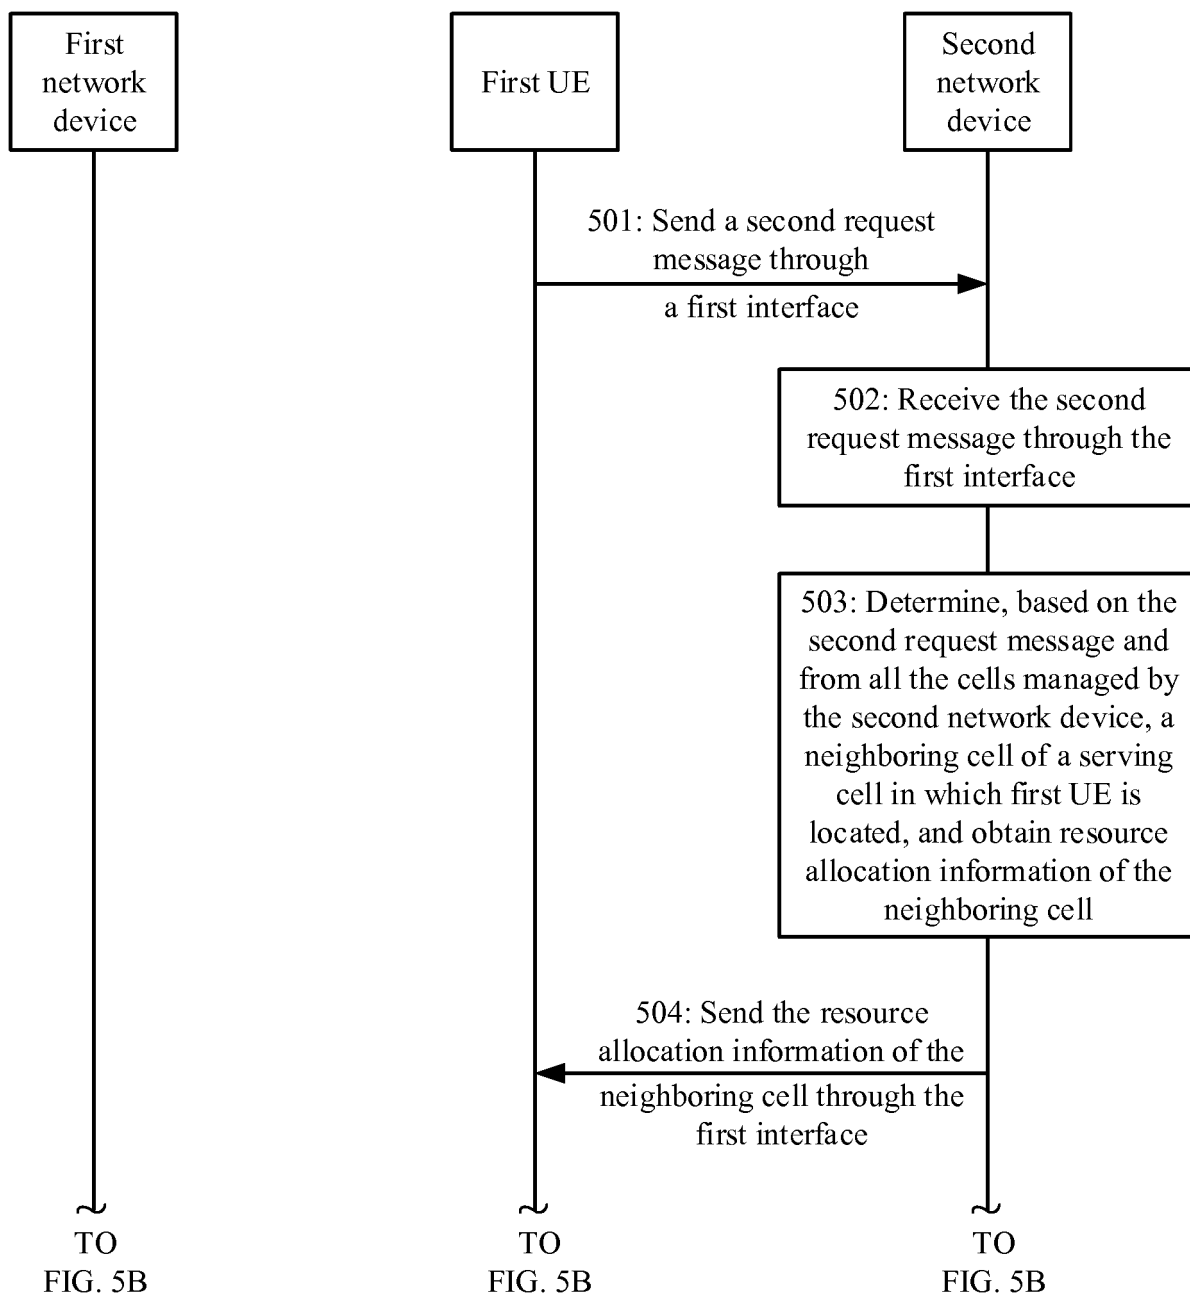 First
network
device
First UE
Second
network
device
501: Send a second request
message through
a first interface
502: Receive the second
request message through the
first interface
503: Determine, based on the
second request message and
from all the cells managed by
the second network device, a
neighboring cell of a serving
cell in which first UE is
located, and obtain resource
allocation information of the
neighboring cell
504: Send the resource
allocation information of the
neighboring cell through the
first interface
TO
FIG. 5B
TO
FIG. 5B
TO
FIG. 5B